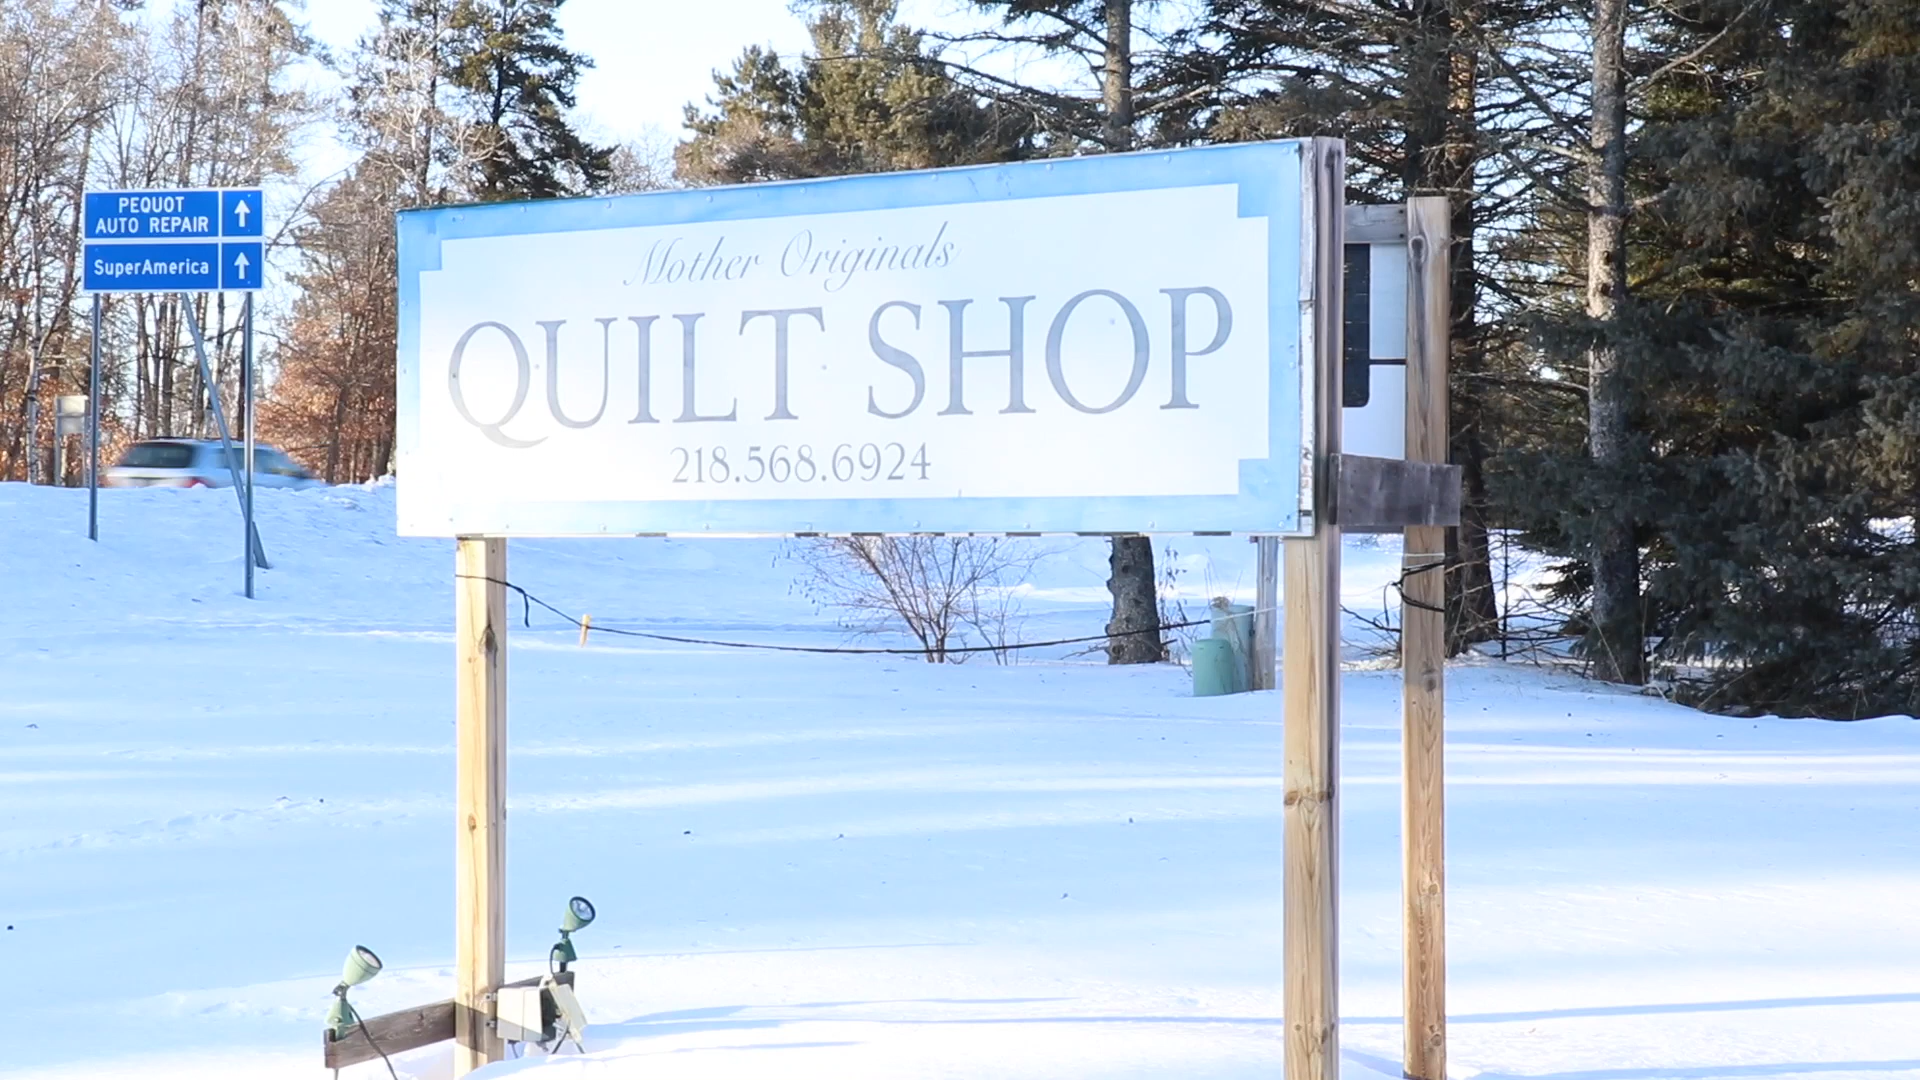 PEQUOT
AUTO REPAIR
SuperAmerica
Mother Originals
QUILT SHOP
218.568.6924